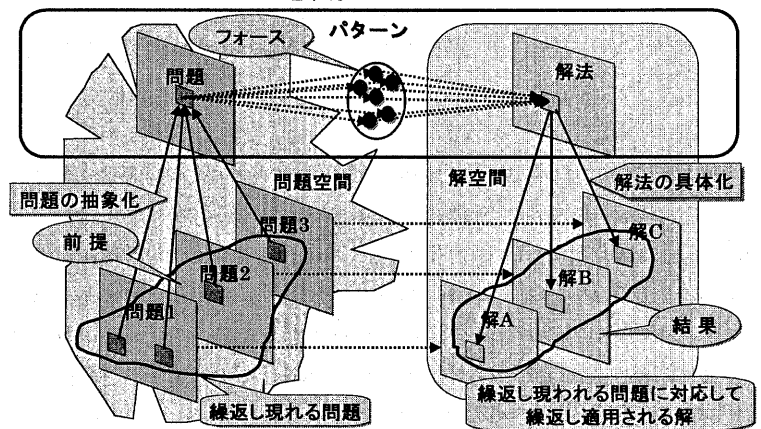 フォース
パターン
問題
解法
問題空間
解空間
問題の抽象化
解法の具体化
前提
問題3
問題2
問題1
解C
解B
解A
結果
繰返し現れる問題
繰返し現われる問題に対応して
繰返し適用される解